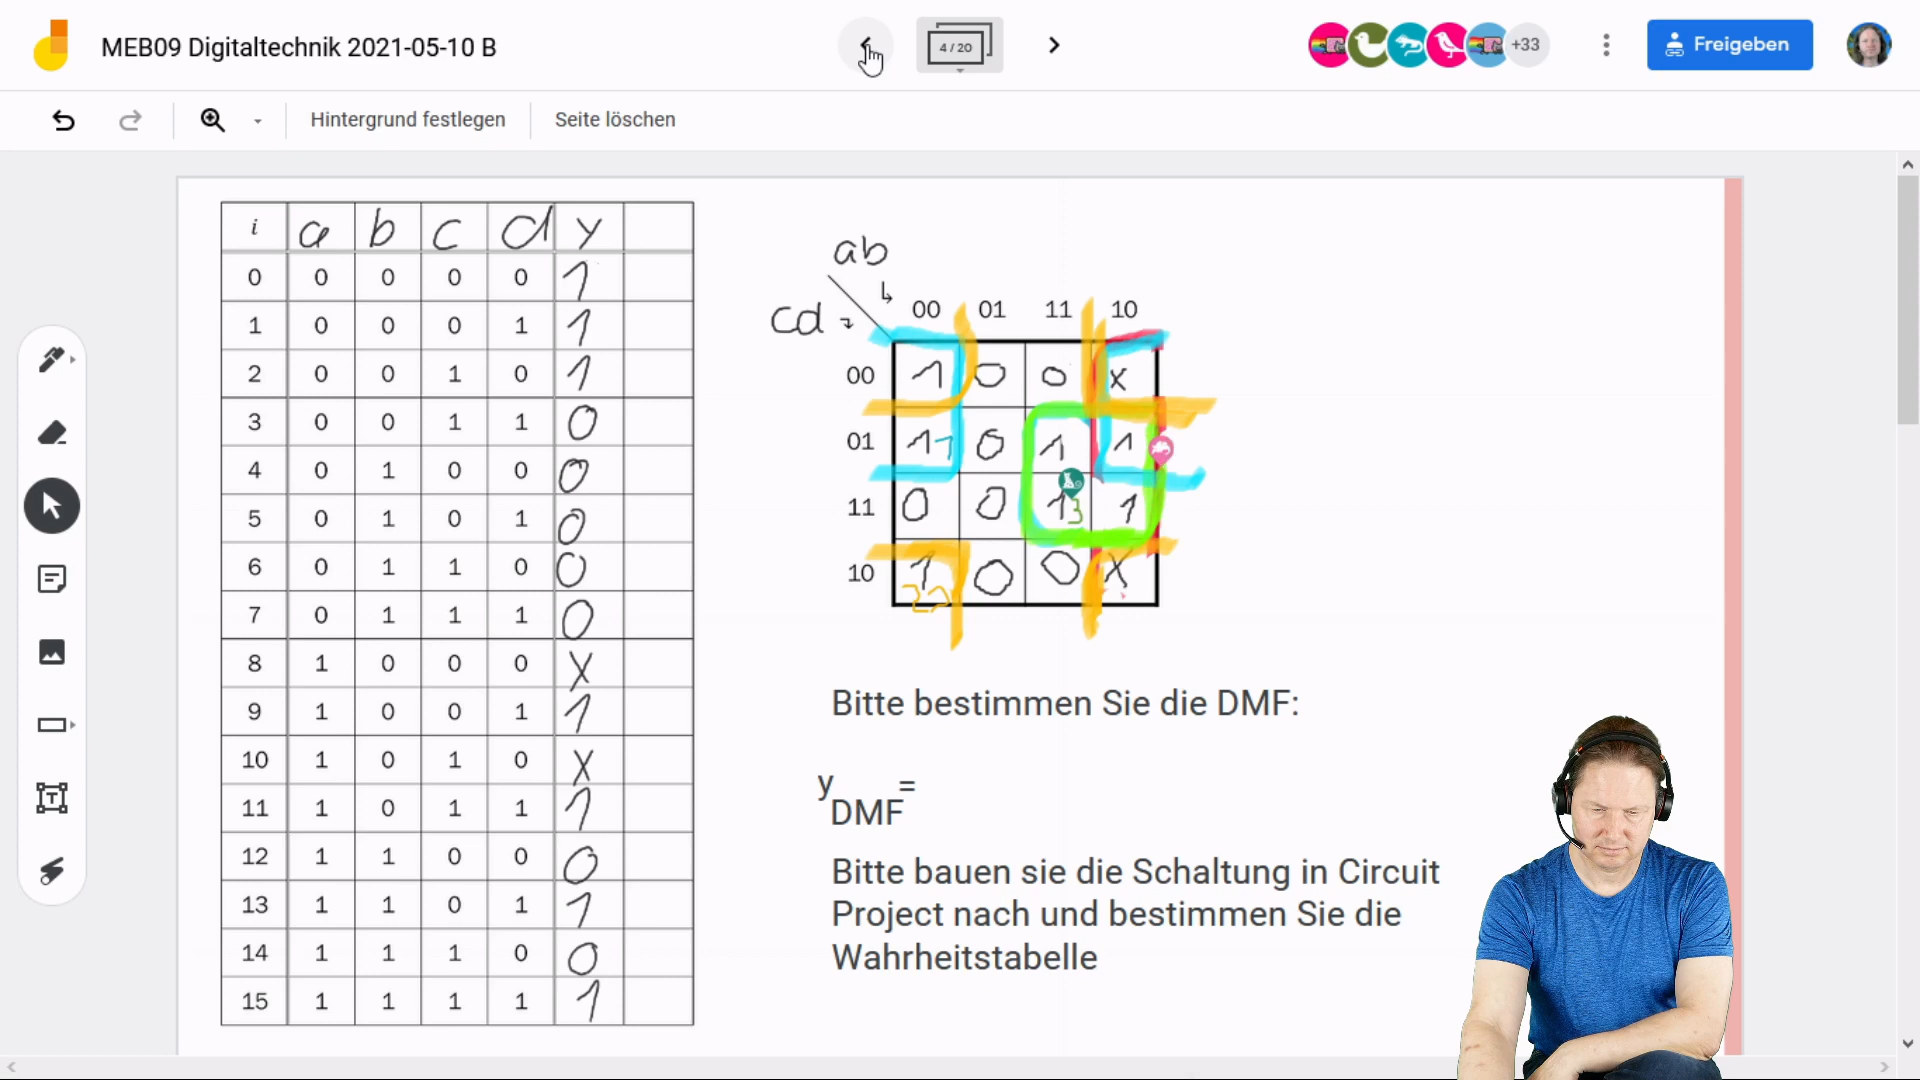 MEB09 Digitaltechnik 2021-05-10 B
4 / 20
+33
Freigeben
Hintergrund festlegen
Seite löschen
i a b c d y
0 0 0 0 0 1
1 0 0 0 1 1
2 0 0 1 0 1
3 0 0 1 1 0
4 0 1 0 0 0
5 0 1 0 1 0
6 0 1 1 0 0
7 0 1 1 1 0
8 1 0 0 0 X
9 1 0 0 1 1
10 1 0 1 0 X
11 1 0 1 1 1
12 1 1 0 0 0
13 1 1 0 1 1
14 1 1 1 0 0
15 1 1 1 1 1
ab
cd
00 01 11 10
00 1 0 0 x
01 1 1 0 1 1
11 0 0 1 3 1
10 1 0 0 X
Bitte bestimmen Sie die DMF:
y DMF =
Bitte bauen sie die Schaltung in Circuit
Project nach und bestimmen Sie die
Wahrheitstabelle